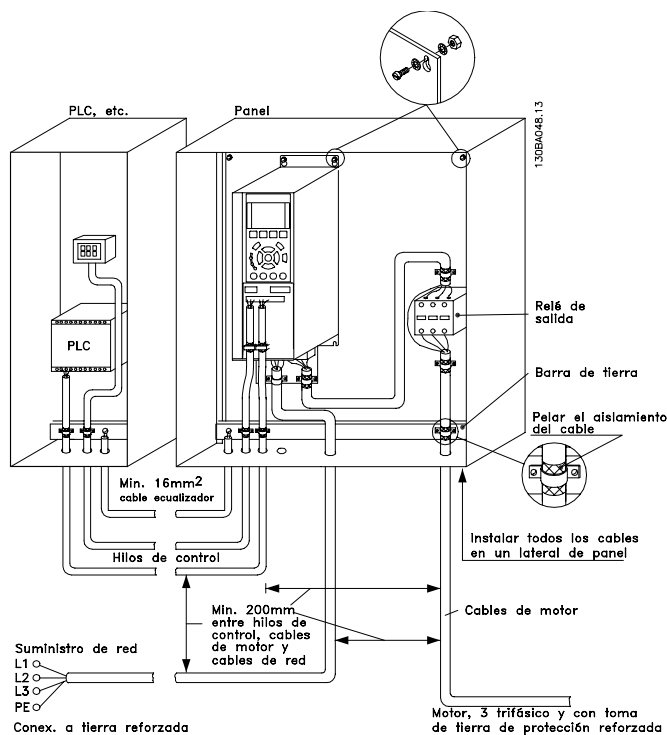 130BA048.13
PLC, etc.
Panel
PLC
Relé de
salida
Barra de tierra
Pelar el aislamiento
del cable
Min. 16mm2
cable ecualizador
Hilos de control
Instalar todos los cables
en un lateral de panel
Min. 200mm
entre hilos de
control, cables
de motor y
cables de red
Cables de motor
Suministro de red
L1
L2
L3
PE
Conex. a tierra reforzada
Motor, 3 trifásico y con toma
de tierra de protección reforzada